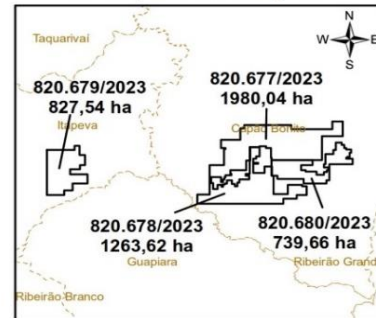 Taquarivaí
N
W E
S
820.679/2023
827,54 ha
Itapeva
820.677/2023
1980,04 ha
Capão Bonito
820.678/2023
1263,62 ha
Guapiara
820.680/2023
739,66 ha
Ribeirão Grand
Ribeirão Branco